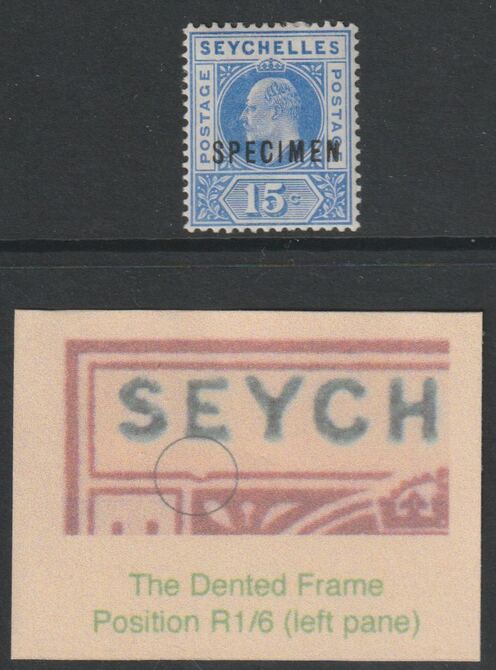 SEYCHELLES
POSTAGE
POSTAGE
SPECIMEN
15c
SEYCH
The Dented Frame
Position R1/6 (left pane)